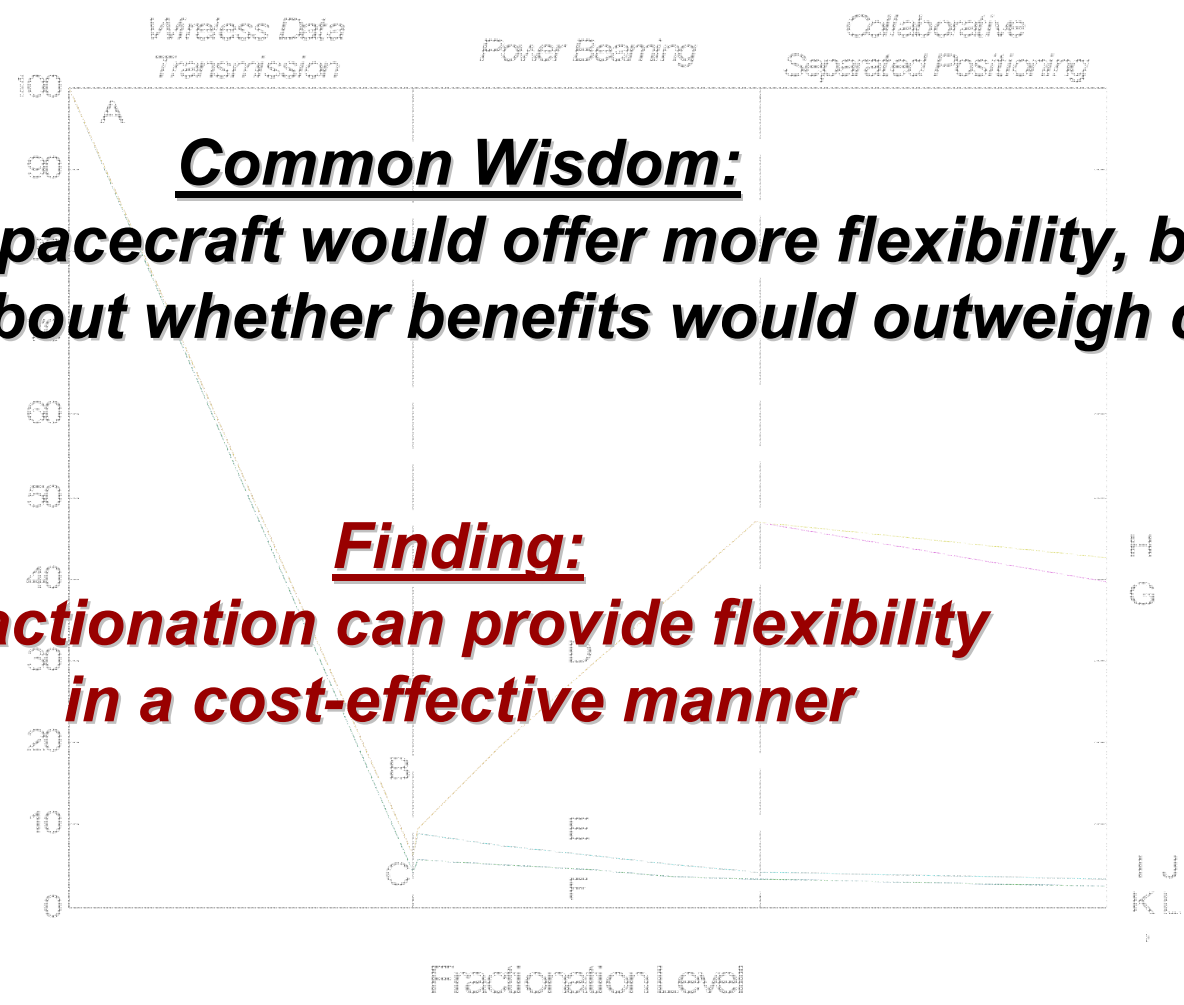 Wireless Data Transmission
Power Beaming
Collaborative Separated Positioning
100
A
90
Common Wisdom:
pacecraft would offer more flexibility, b
bout whether benefits would outweigh
60
50
Finding:
H
40
G
actionation can provide flexibility
D
30
in a cost-effective manner
20
B
10
E
C
F
I J
0
K L
Fractionation Level